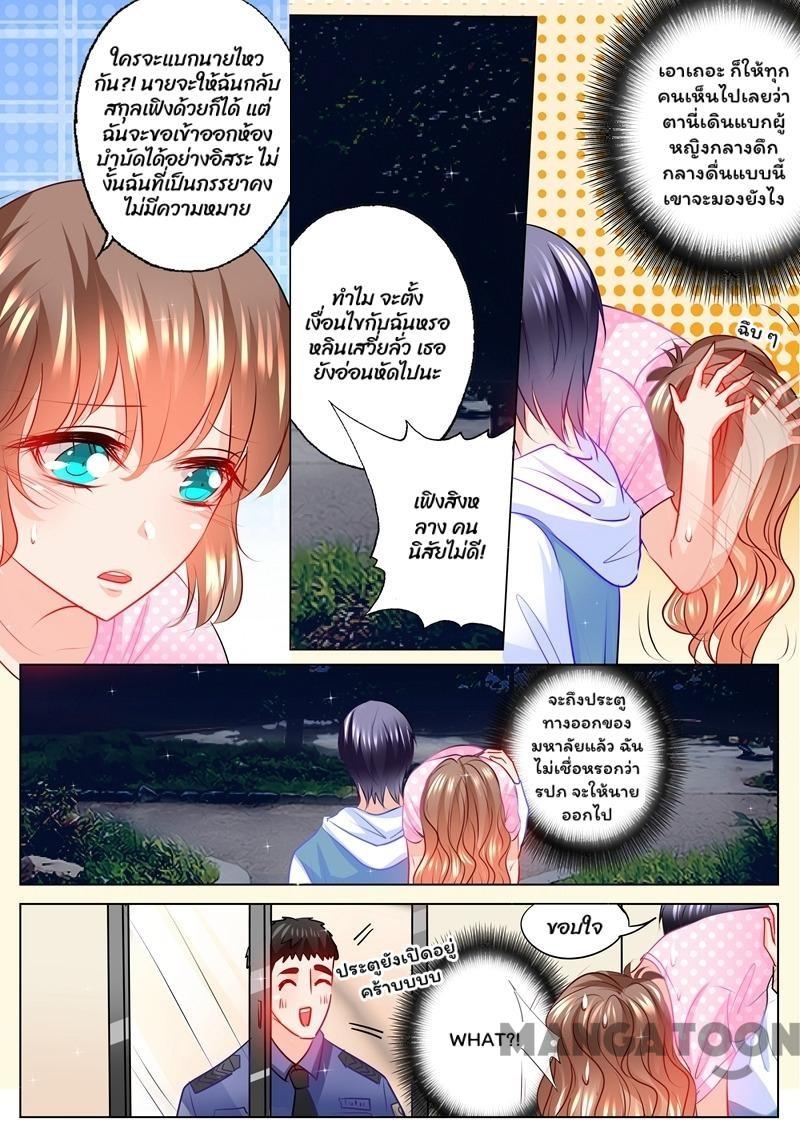 ใครจะแบกนายไหว
กัน?! นายจะให้ฉันกลับ
สกุลเฟิงด้วยก็ได้ แต่
ฉันจะขอเข้าออกห้อง
บำบัดได้อย่างอิสระ ไม่
งั้นฉันที่เป็นภรรยาคง
ไม่มีความหมาย
ทำไม จะตั้ง
เงื่อนไขกับฉันหรอ
หลินเสวี่ยลั่ว เธอ
ยังอ่อนหัดไปนะ
เฟิงสิงห
ลาง คน
นิสัยไม่ดี!
เอาเถอะ ก็ให้ทุก
คนเห็นไปเลยว่า
ตานี่เดินแบกผู้
หญิงกลางดึก
กลางดื่นแบบนี้
เขาจะมองยังไง
ฉึบ ๆ
จะถึงประตู
ทางออกของ
มหาลัยแล้ว ฉัน
ไม่เชื่อหรอกว่า
รปภ จะให้นาย
ออกไป
ประตูยังเปิดอยู่
คร้าบบบบ
ขอบใจ
WHAT?!
MANGATOON